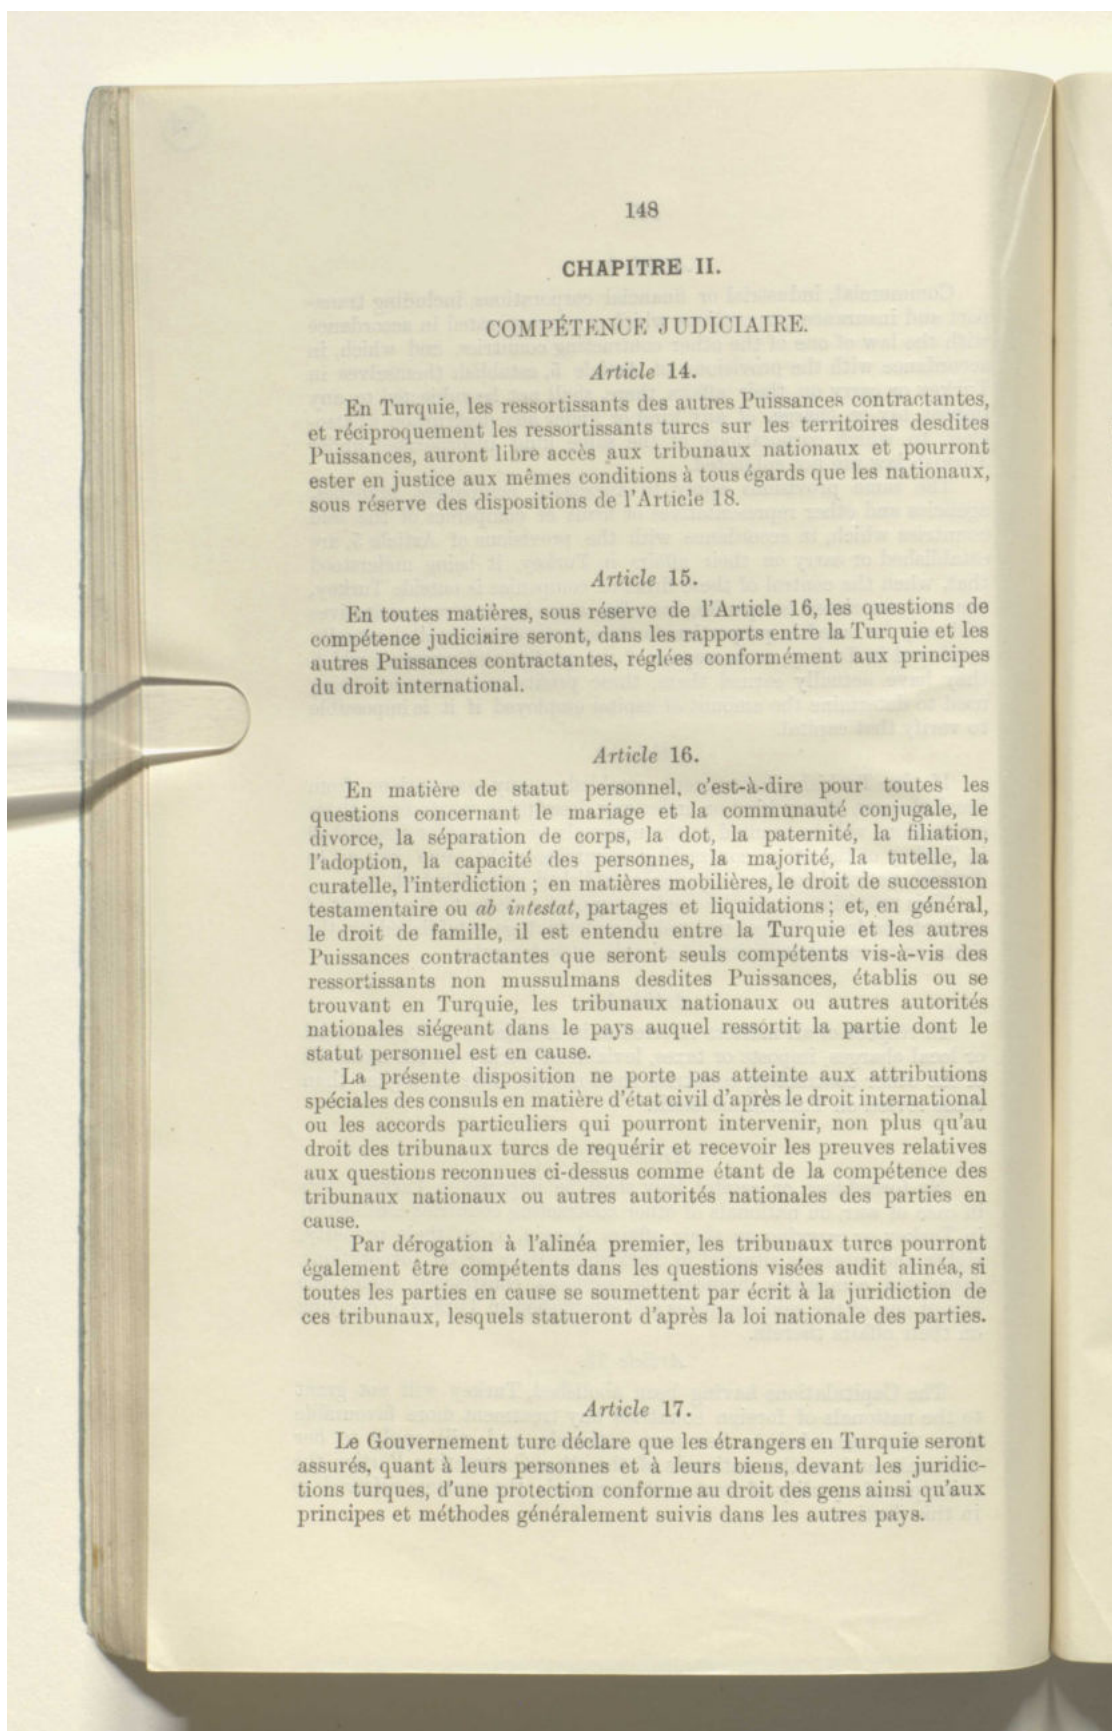 148
CHAPITRE II.
COMPÉTENCE JUDICIAIRE.
Article 14.
En Turquie, les ressortissants des autres Puissances contractantes,
et réciproquement les ressortissants turcs sur les territoires desdites
Puissances, auront libre accès aux tribunaux nationaux et pourront
ester en justice aux mêmes conditions à tous égards que les nationaux,
sous réserve des dispositions de l'Article 18.
Article 15.
En toutes matières, sous réserve de l'Article 16, les questions de
compétence judiciaire seront, dans les rapports entre la Turquie et les
autres Puissances contractantes, réglées conformément aux principes
du droit international.
Article 16.
En matière de statut personnel, c'est-à-dire pour toutes les
questions concernant le mariage et la communauté conjugale, le
divorce, la séparation de corps, la dot, la paternité, la filiation,
l'adoption, la capacité des personnes, la majorité, la tutelle, la
curatelle, l'interdiction ; en matières mobilières, le droit de succession
testamentaire ou ab intestat, partages et liquidations ; et, en général,
le droit de famille, il est entendu entre la Turquie et les autres
Puissances contractantes que seront seuls compétents vis-à-vis des
ressortissants non mussulmans desdites Puissances, établis ou se
trouvant en Turquie, les tribunaux nationaux ou autres autorités
nationales siégeant dans le pays auquel ressortit la partie dont le
statut personnel est en cause.
La présente disposition ne porte pas atteinte aux attributions
spéciales des consuls en matière d'état civil d'après le droit international
ou les accords particuliers qui pourront intervenir, non plus qu'au
droit des tribunaux turcs de requérir et recevoir les preuves relatives
aux questions reconnues ci-dessus comme étant de la compétence des
tribunaux nationaux ou autres autorités nationales des parties en
cause.
Par dérogation à l'alinéa premier, les tribunaux turcs pourront
également être compétents dans les questions visées audit alinéa, si
toutes les parties en cause se soumettent par écrit à la juridiction de
ces tribunaux, lesquels statueront d'après la loi nationale des parties.
Article 17.
Le Gouvernement turc déclare que les étrangers en Turquie seront
assurés, quant à leurs personnes et à leurs biens, devant les juridic-
tions turques, d'une protection conforme au droit des gens ainsi qu'aux
principes et méthodes généralement suivis dans les autres pays.